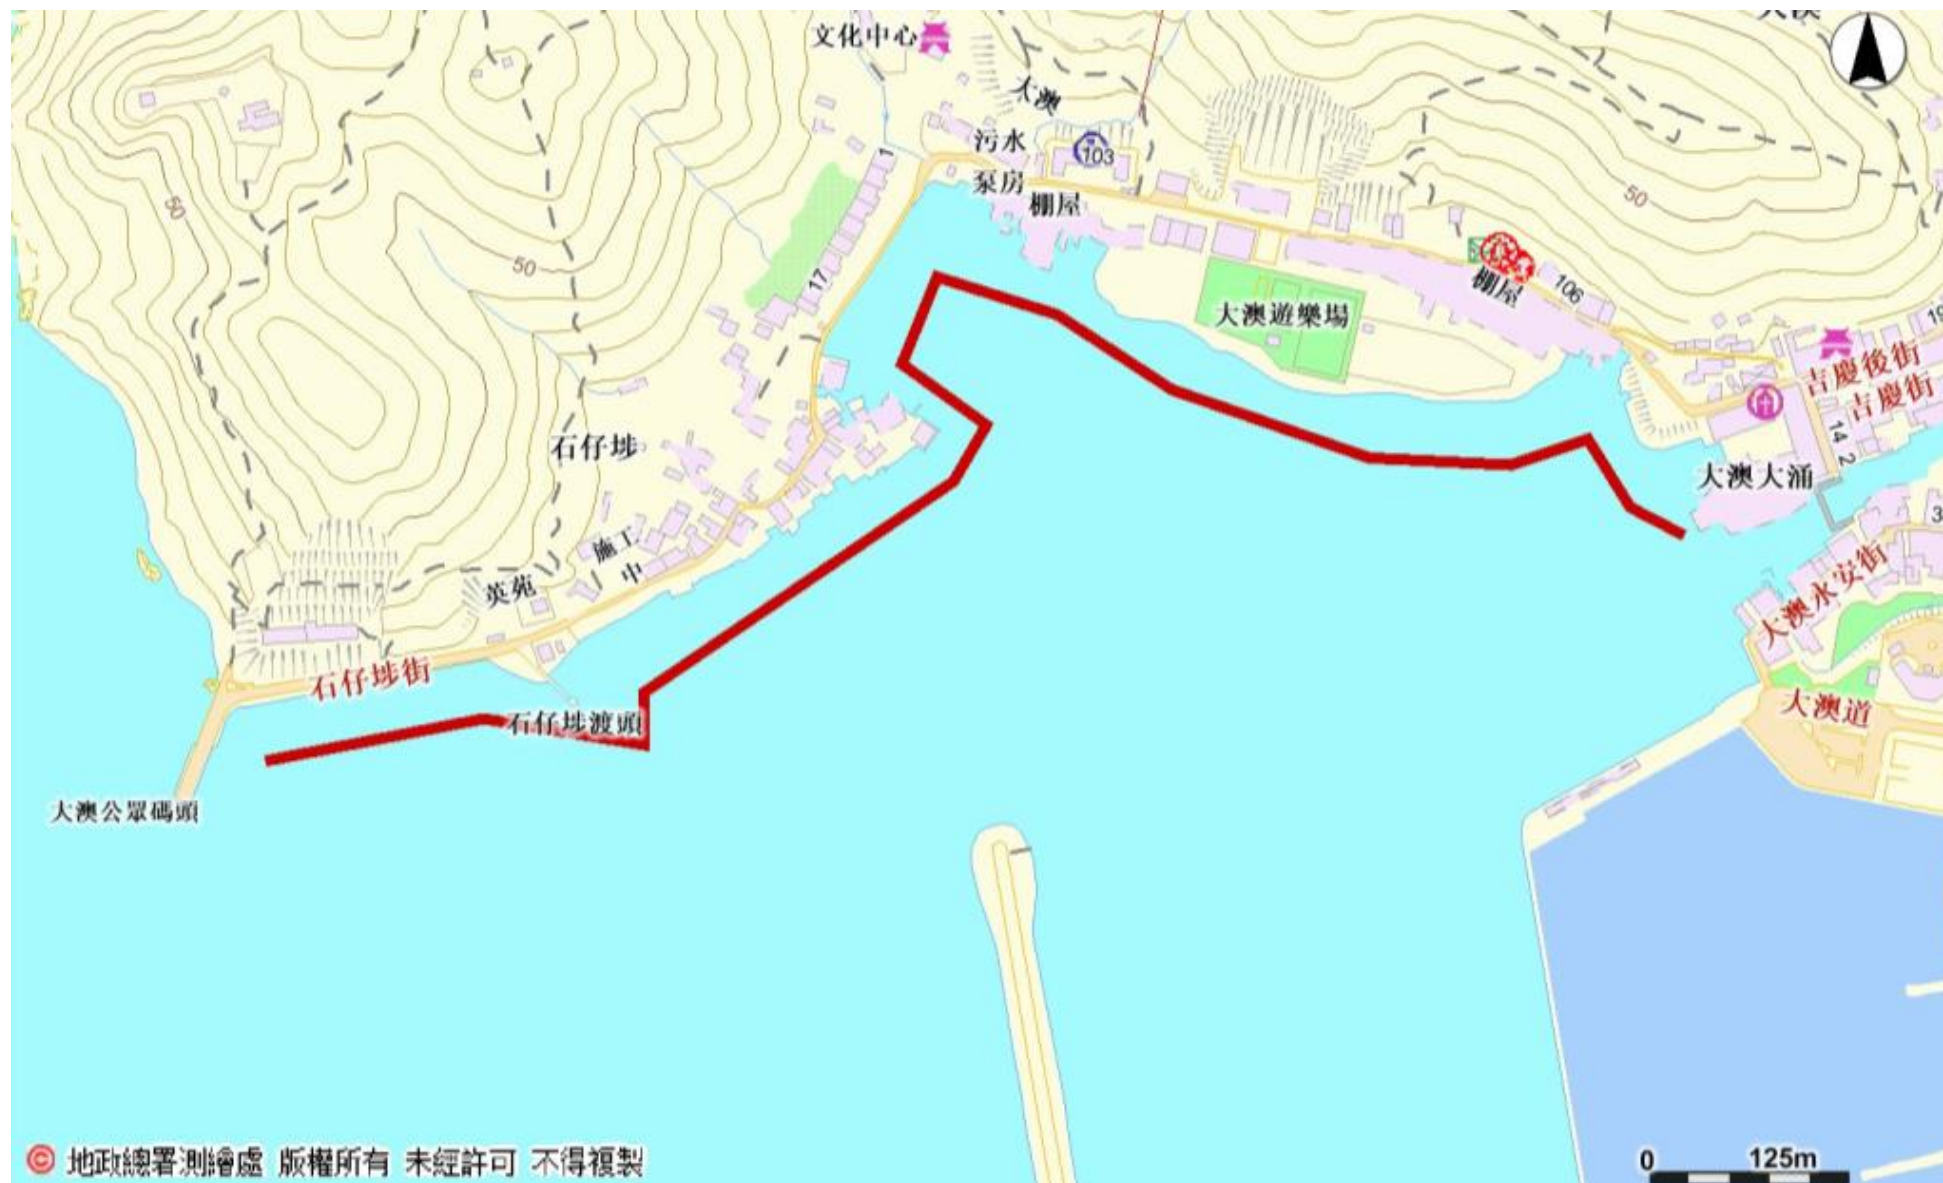 文化中心
大澳
污水
泵房
103
棚屋
1
50
50
50
17
大澳遊樂場
棚屋
106
19
吉慶後街
吉慶街
14
2
石仔埗
大澳大涌
3
施工
中
英苑
大澳永安街
石仔埗街
石仔埗渡頭
大澳道
大澳公眾碼頭
© 地政總署測繪處 版權所有 未經許可 不得複製
0 125m